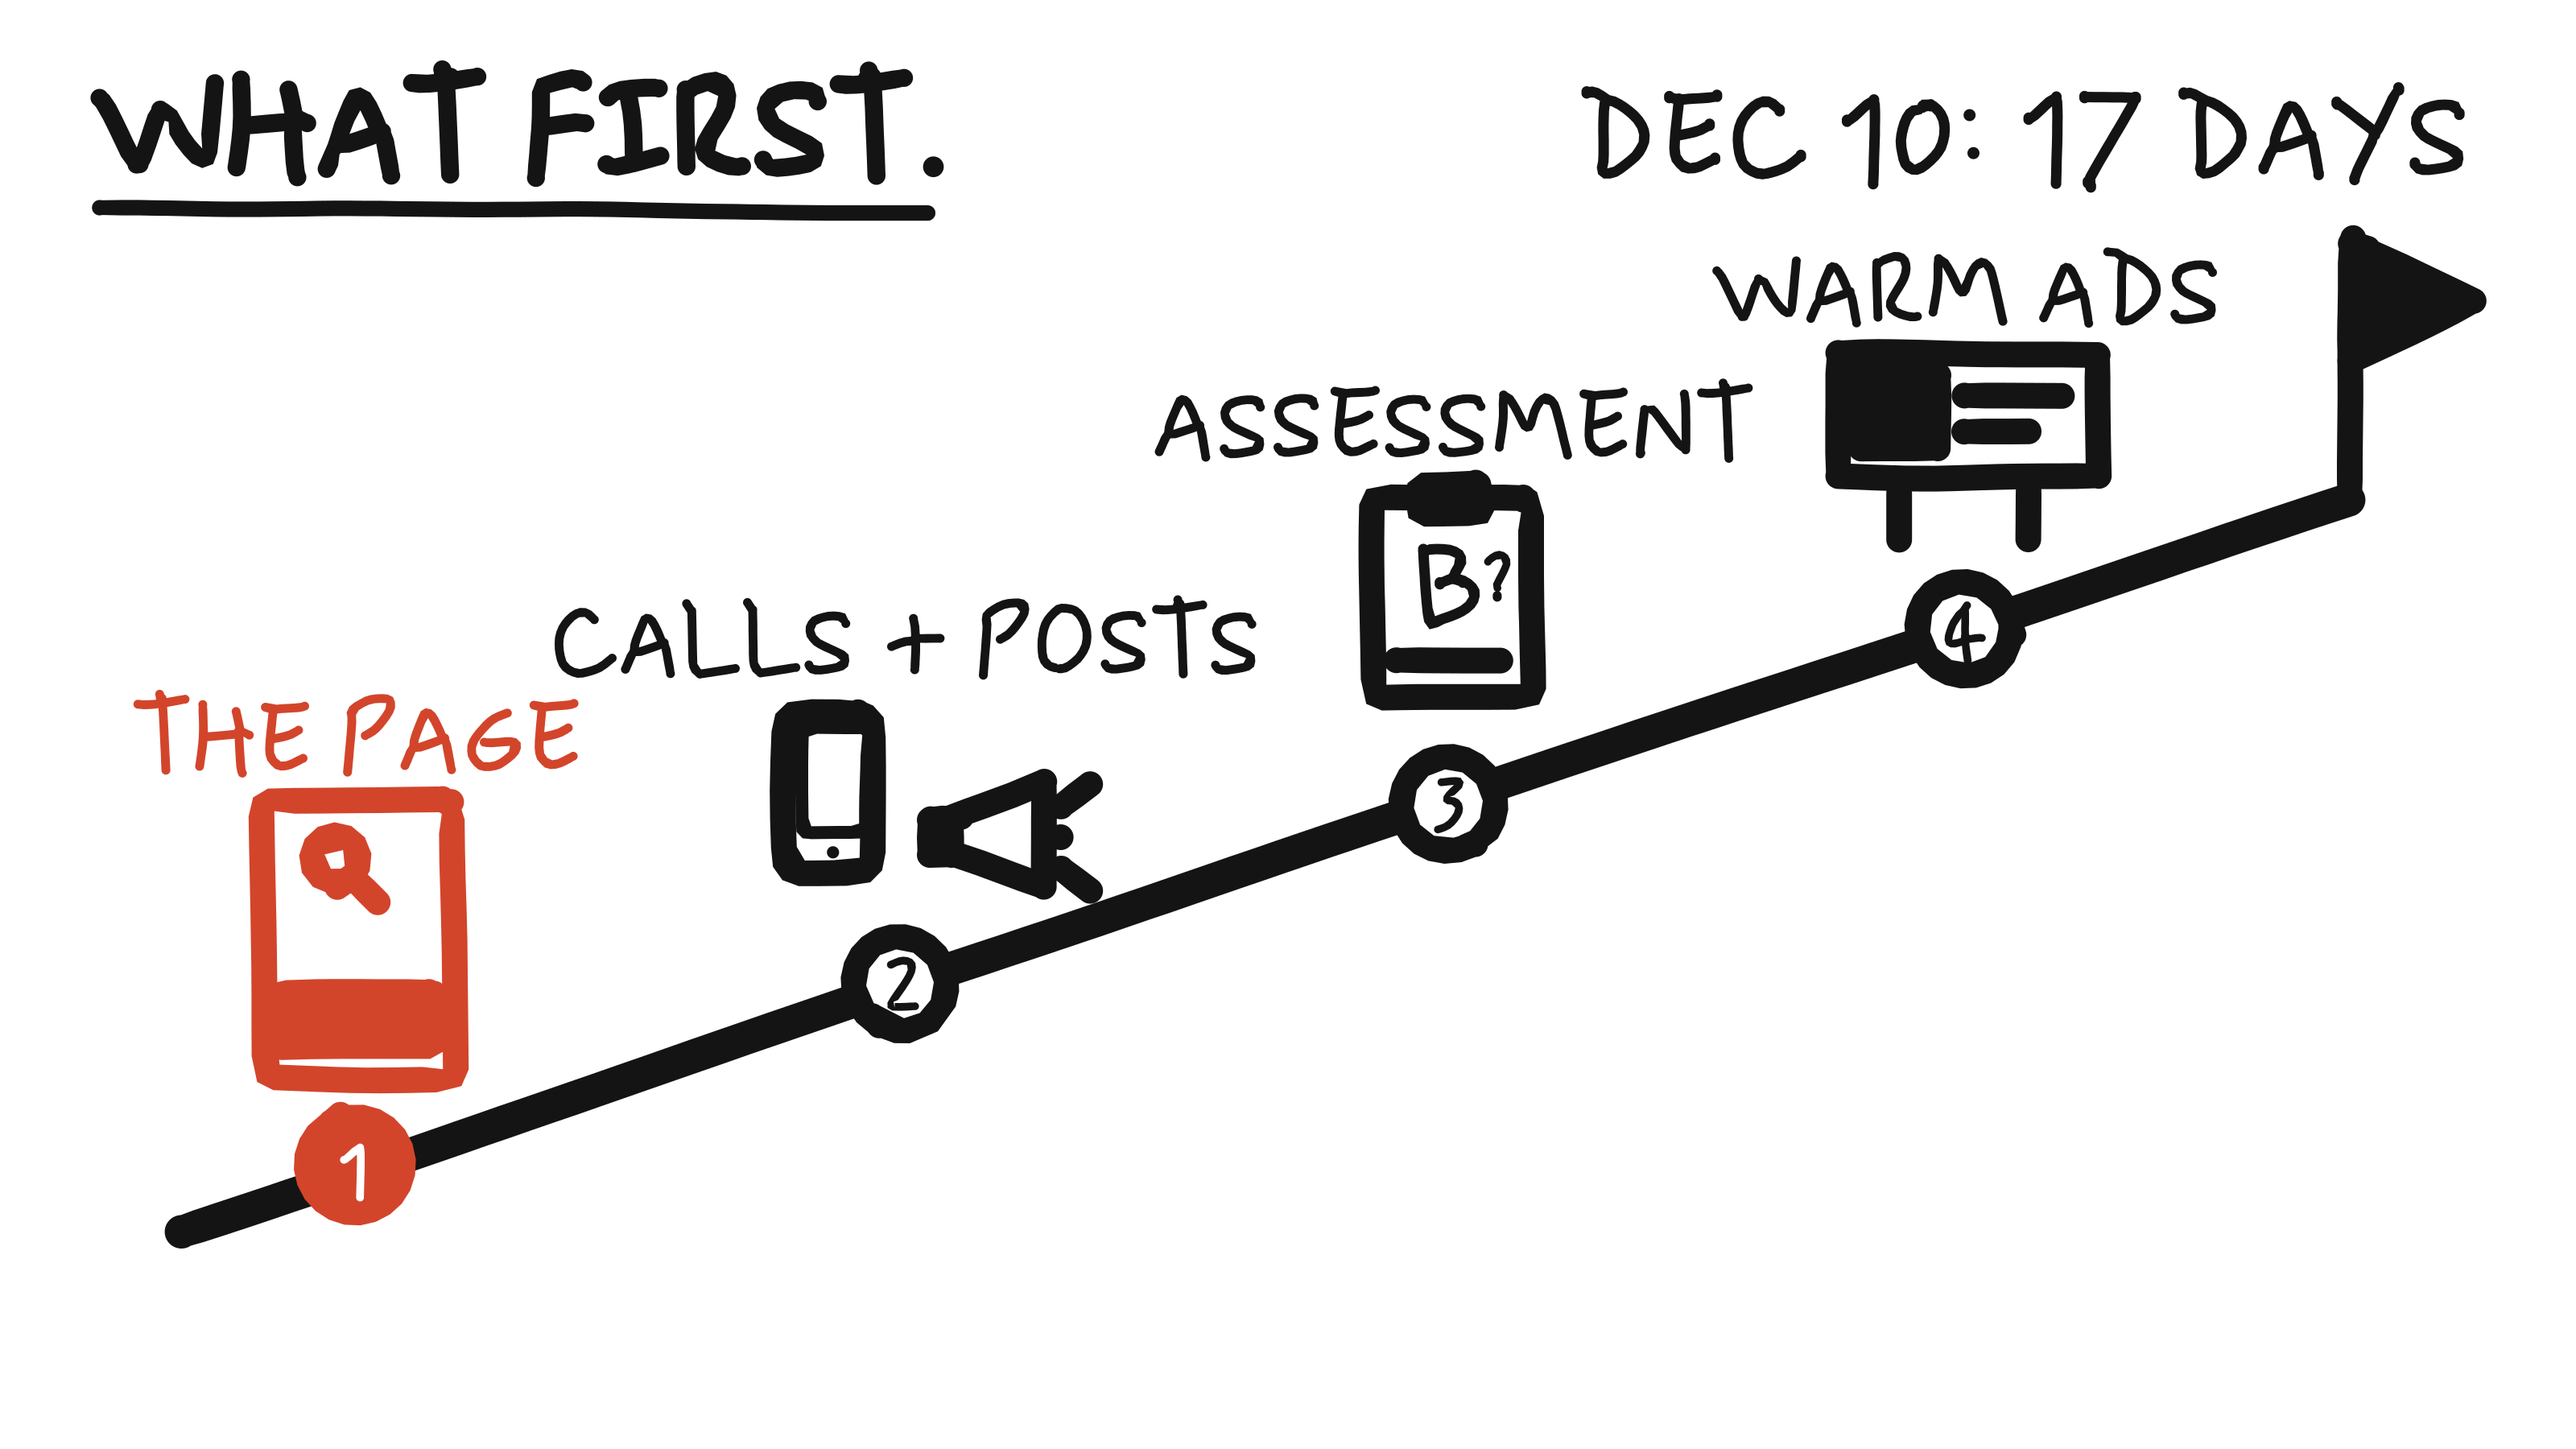 WHAT FIRST.
DEC 10: 17 DAYS
WARM ADS
ASSESSMENT
B?
CALLS + POSTS
THE PAGE
4
3
2
1